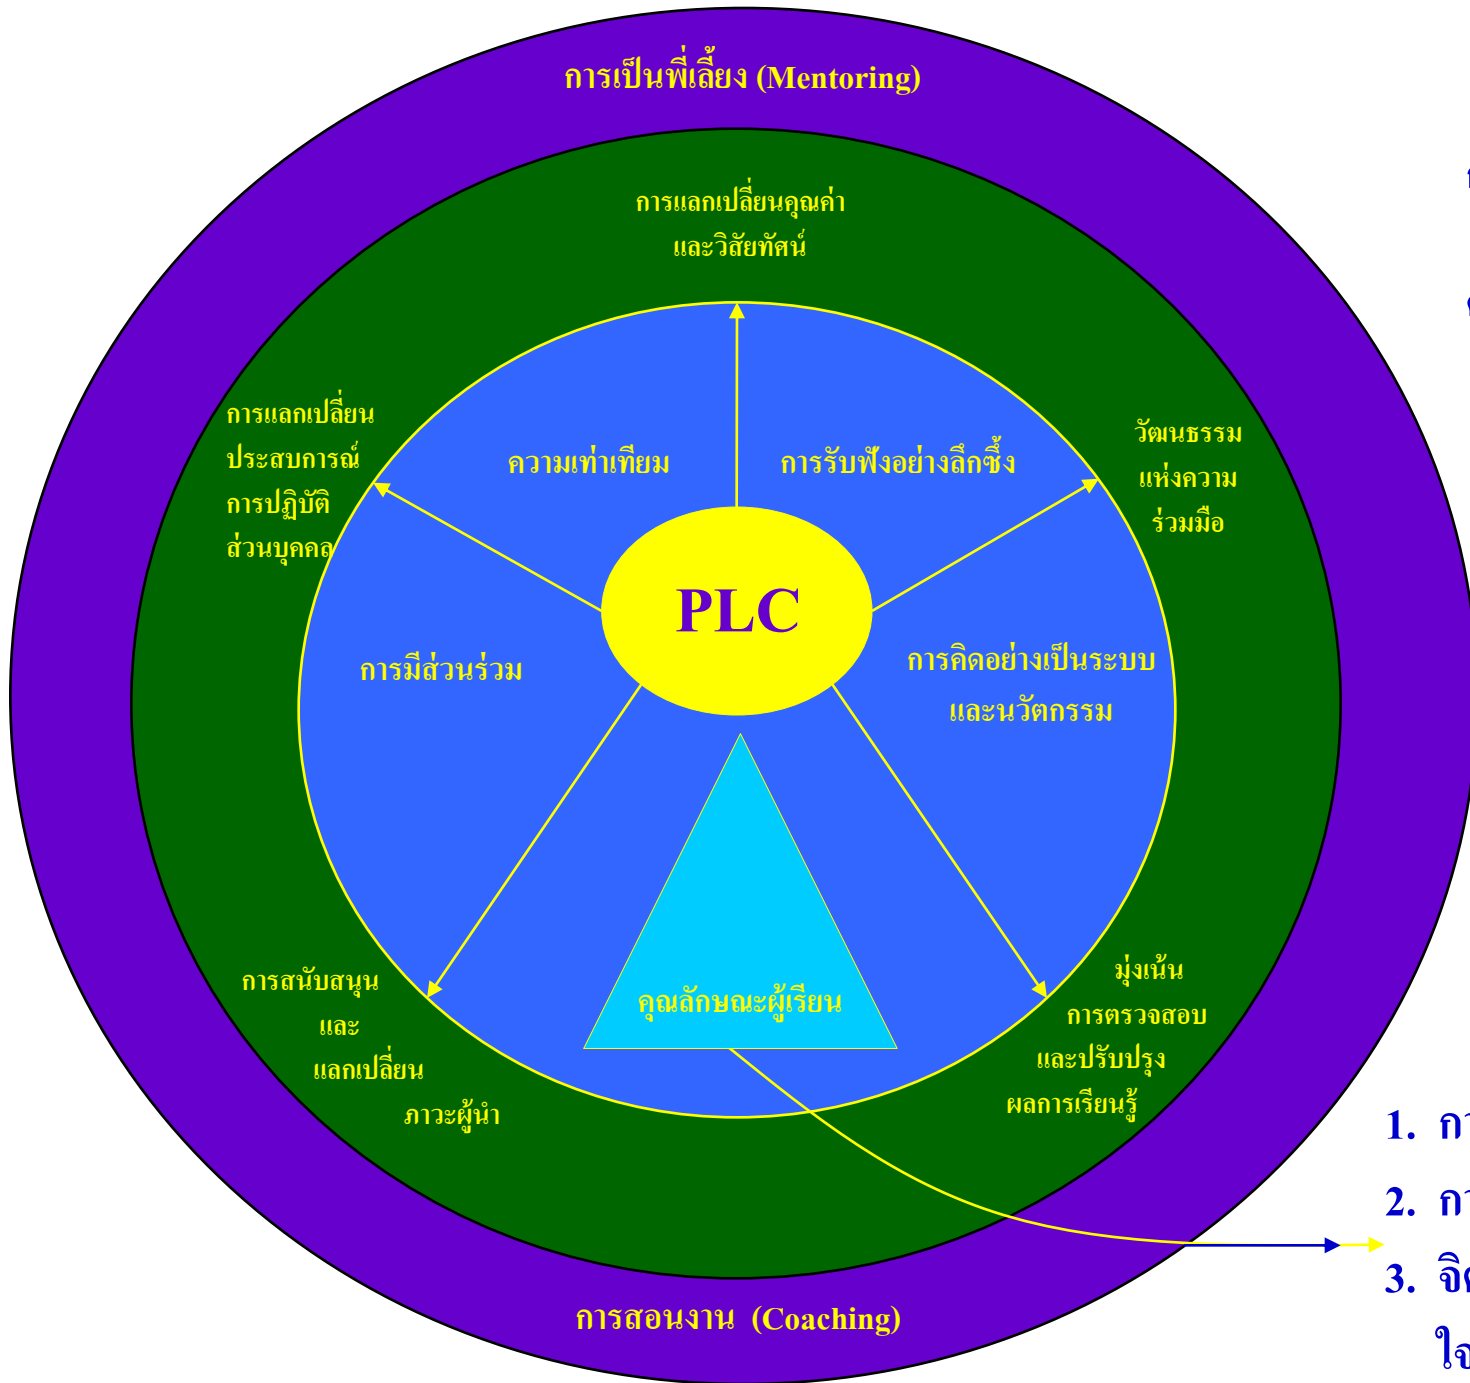 การเป็นพี่เลี้ยง (Mentoring)
การแลกเปลี่ยนคุณค่า
และวิสัยทัศน์
การแลกเปลี่ยน
ประสบการณ์
การปฏิบัติ
ส่วนบุคคล
วัฒนธรรม
แห่งความ
ร่วมมือ
ความเท่าเทียม
การรับฟังอย่างลึกซึ้ง
PLC
การมีส่วนร่วม
การคิดอย่างเป็นระบบ
และนวัตกรรม
คุณลักษณะผู้เรียน
การสนับสนุน
และ
แลกเปลี่ยน
ภาวะผู้นำ
มุ่งเน้น
การตรวจสอบ
และปรับปรุง
ผลการเรียนรู้
1.
2.
3.
ใจ
การสอนงาน (Coaching)